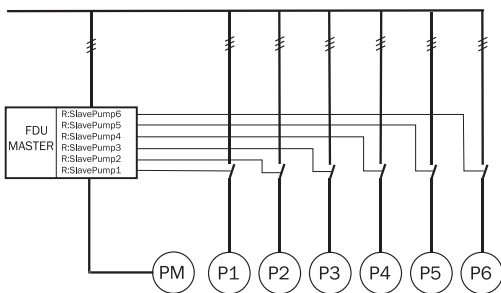 FDU
MASTER
R:SlavePump6
R:SlavePump5
R:SlavePump4
R:SlavePump3
R:SlavePump2
R:SlavePump1
PM P1 P2 P3 P4 P5 P6